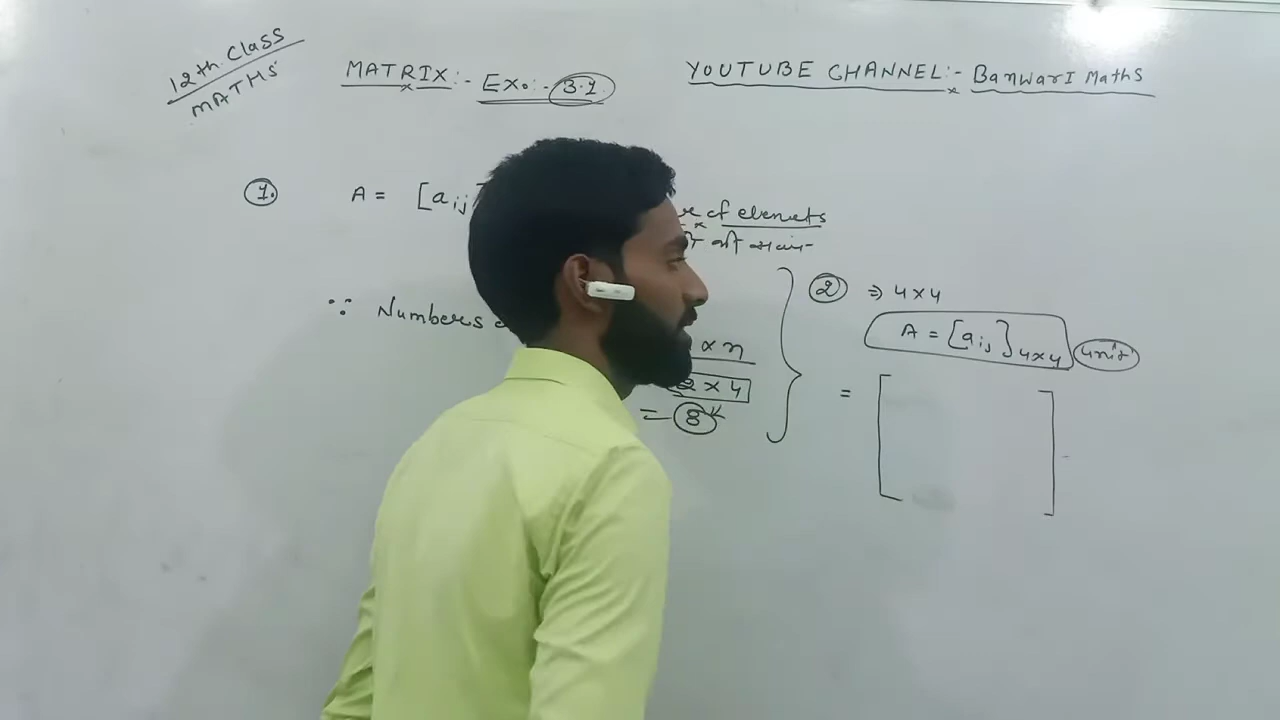 12th Class
MATHS
MATRIX:- Ex.:- 3.1
YOUTUBE CHANNEL:- BanwarI Maths
1.
A = [aij
of elements
की
∵ Numbers
× n
2 × 4
= 8
2 ⇒ 4×4
A = [aij]4×4
= [ ]